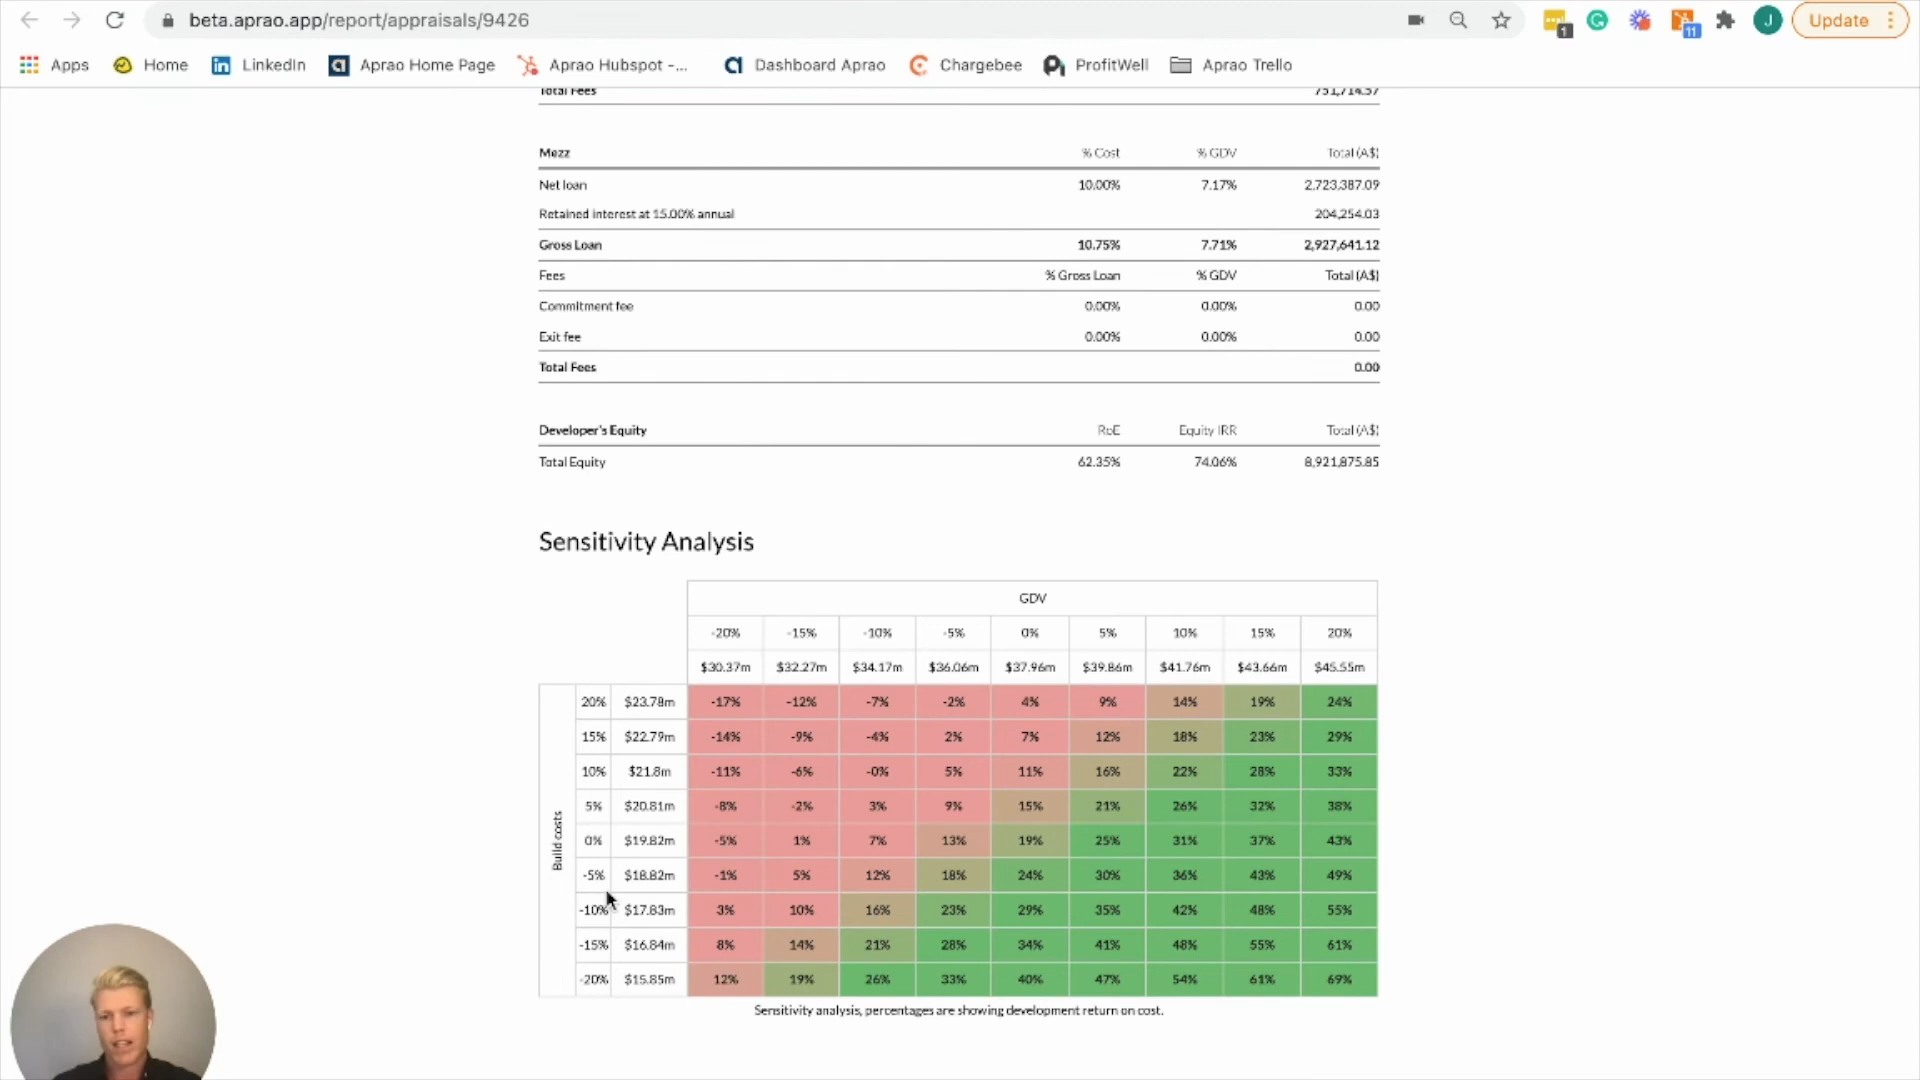 beta.aprao.app/report/appraisals/9426
1
11
J
Update
Apps Home LinkedIn Aprao Home Page Aprao Hubspot -... Dashboard Aprao Chargebee ProfitWell Aprao Trello
Total Fees 751,714.57
Mezz % Cost % GDV Total (A$)
Net loan 10.00% 7.17% 2,723,387.09
Retained interest at 15.00% annual 204,254.03
Gross Loan 10.75% 7.71% 2,927,641.12
Fees % Gross Loan % GDV Total (A$)
Commitment fee 0.00% 0.00% 0.00
Exit fee 0.00% 0.00% 0.00
Total Fees 0.00
Developer's Equity RoE Equity IRR Total (A$)
Total Equity 62.35% 74.06% 8,921,875.85
Sensitivity Analysis
GDV
-20% -15% -10% -5% 0% 5% 10% 15% 20%
$30.37m $32.27m $34.17m $36.06m $37.96m $39.86m $41.76m $43.66m $45.55m
Build costs
20% $23.78m -17% -12% -7% -2% 4% 9% 14% 19% 24%
15% $22.79m -14% -9% -4% 2% 7% 12% 18% 23% 29%
10% $21.8m -11% -6% -0% 5% 11% 16% 22% 28% 33%
5% $20.81m -8% -2% 3% 9% 15% 21% 26% 32% 38%
0% $19.82m -5% 1% 7% 13% 19% 25% 31% 37% 43%
-5% $18.82m -1% 5% 12% 18% 24% 30% 36% 43% 49%
-10% $17.83m 3% 10% 16% 23% 29% 35% 42% 48% 55%
-15% $16.84m 8% 14% 21% 28% 34% 41% 48% 55% 61%
-20% $15.85m 12% 19% 26% 33% 40% 47% 54% 61% 69%
Sensitivity analysis, percentages are showing development return on cost.